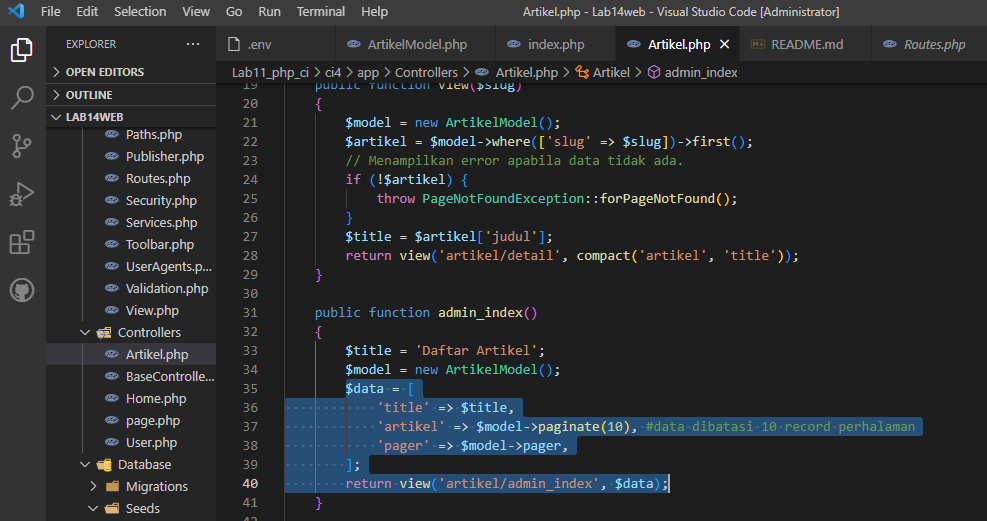 File Edit Selection View Go Run Terminal Help Artikel.php - Lab14web - Visual Studio Code [Administrator]
EXPLORER ...
.env ArtikelModel.php index.php Artikel.php README.md Routes.php
Lab11_php_ci > ci4 > app > Controllers > Artikel.php > Artikel > admin_index
OPEN EDITORS
OUTLINE
LAB14WEB
Paths.php
Publisher.php
Routes.php
Security.php
Services.php
Toolbar.php
UserAgents.p...
Validation.php
View.php
Controllers
Artikel.php
BaseControlle...
Home.php
page.php
User.php
Database
Migrations
Seeds
19 public function view($slug)
20 {
21 $model = new ArtikelModel();
22 $artikel = $model->where(['slug' => $slug])->first();
23 // Menampilkan error apabila data tidak ada.
24 if (!$artikel) {
25 throw PageNotFoundException::forPageNotFound();
26 }
27 $title = $artikel['judul'];
28 return view('artikel/detail', compact('artikel', 'title'));
29 }
30
31 public function admin_index()
32 {
33 $title = 'Daftar Artikel';
34 $model = new ArtikelModel();
35 $data = [
36 'title' => $title,
37 'artikel' => $model->paginate(10), #data dibatasi 10 record perhalaman
38 'pager' => $model->pager,
39 ];
40 return view('artikel/admin_index', $data);
41 }